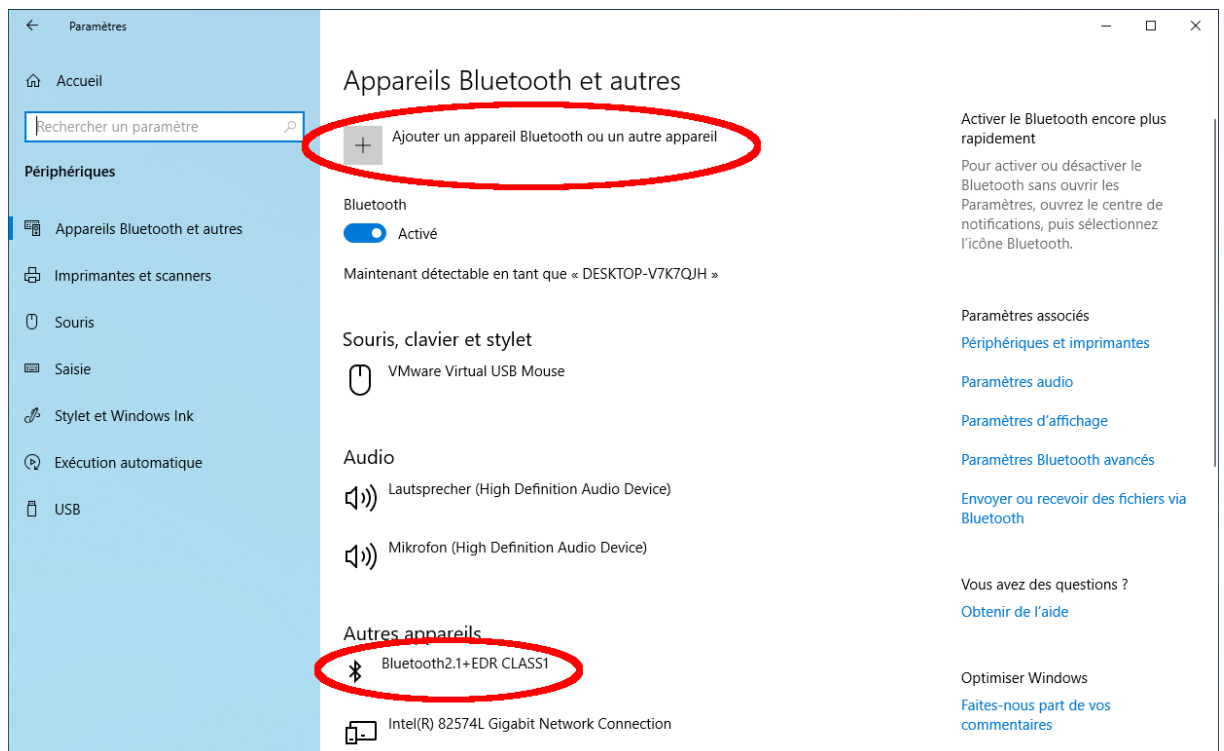 Paramètres
Accueil
Rechercher un paramètre
Périphériques
Appareils Bluetooth et autres
Imprimantes et scanners
Souris
Saisie
Stylet et Windows Ink
Exécution automatique
USB
Appareils Bluetooth et autres
Ajouter un appareil Bluetooth ou un autre appareil
Bluetooth
Activé
Maintenant détectable en tant que « DESKTOP-V7K7QJH »
Souris, clavier et stylet
VMware Virtual USB Mouse
Audio
Lautsprecher (High Definition Audio Device)
Mikrofon (High Definition Audio Device)
Autres appareils
Bluetooth2.1+EDR CLASS1
Intel(R) 82574L Gigabit Network Connection
Activer le Bluetooth encore plus
rapidement
Pour activer ou désactiver le
Bluetooth sans ouvrir les
Paramètres, ouvrez le centre de
notifications, puis sélectionnez
l'icône Bluetooth.
Paramètres associés
Périphériques et imprimantes
Paramètres audio
Paramètres d'affichage
Paramètres Bluetooth avancés
Envoyer ou recevoir des fichiers via
Bluetooth
Vous avez des questions ?
Obtenir de l'aide
Optimiser Windows
Faites-nous part de vos
commentaires